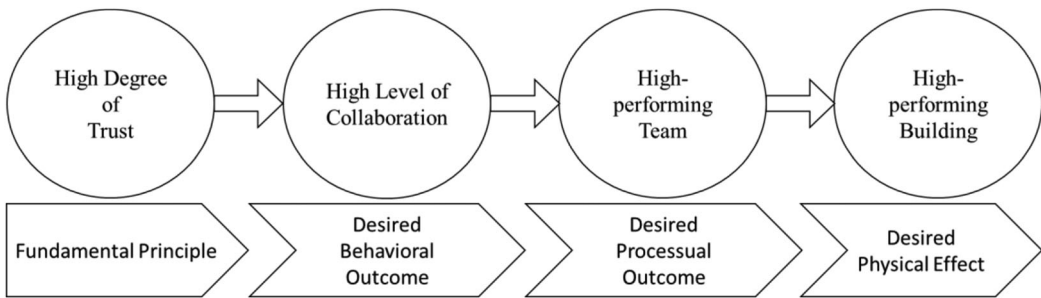 High Degree
of
Trust
High Level of
Collaboration
High-
performing
Team
High-
performing
Building
Fundamental Principle
Desired
Behavioral
Outcome
Desired
Processual
Outcome
Desired
Physical Effect